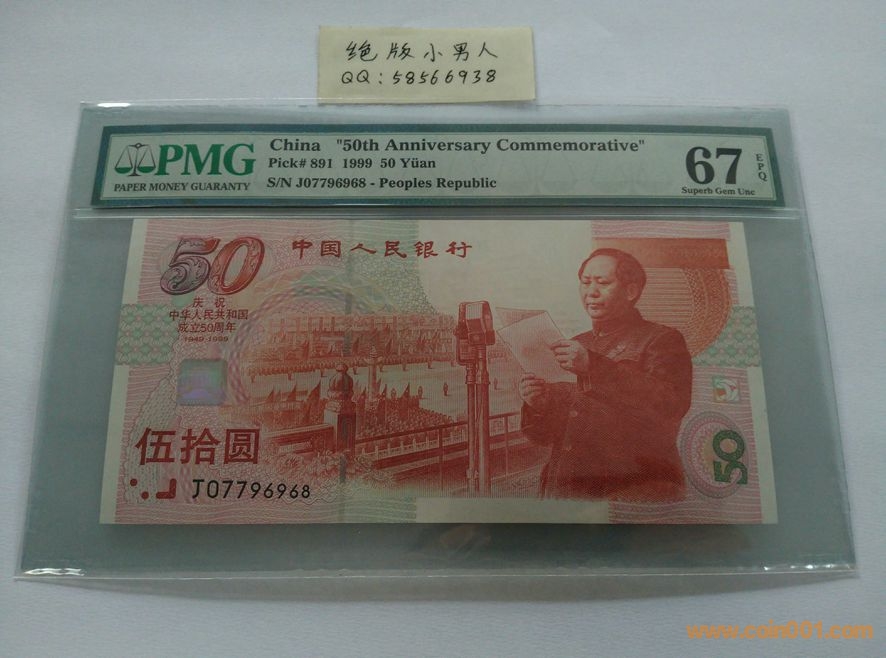 绝版小男人
QQ: 58566938
PMG
PAPER MONEY GUARANTY
China "50th Anniversary Commemorative"
Pick# 891 1999 50 Yüan
S/N J07796968 - Peoples Republic
67
EPQ
Superb Gem Unc
50
中国人民银行
庆祝
中华人民共和国
成立50周年
1949-1999
伍拾圆
J07796968
50
www.coin001.com